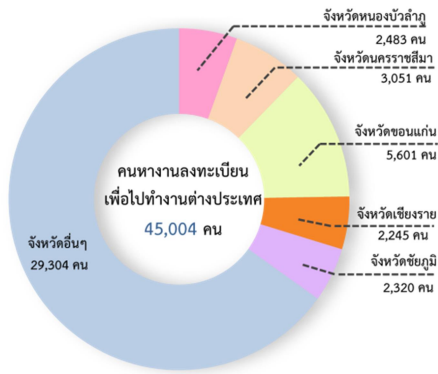 จังหวัดหนองบัวลำภู
2,483 คน
จังหวัดนครราชสีมา
3,051 คน
จังหวัดขอนแก่น
5,601 คน
คนหางานลงทะเบียน
เพื่อไปทำงานต่างประเทศ
45,004 คน
จังหวัดเชียงราย
2,245 คน
จังหวัดชัยภูมิ
2,320 คน
จังหวัดอื่นๆ
29,304 คน